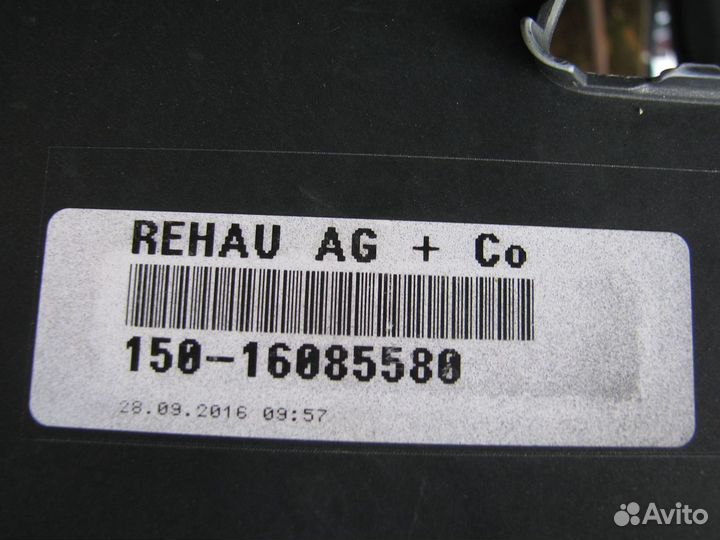 REHAU AG + Co
150-16085580
28.09.2016 09:57
Avito